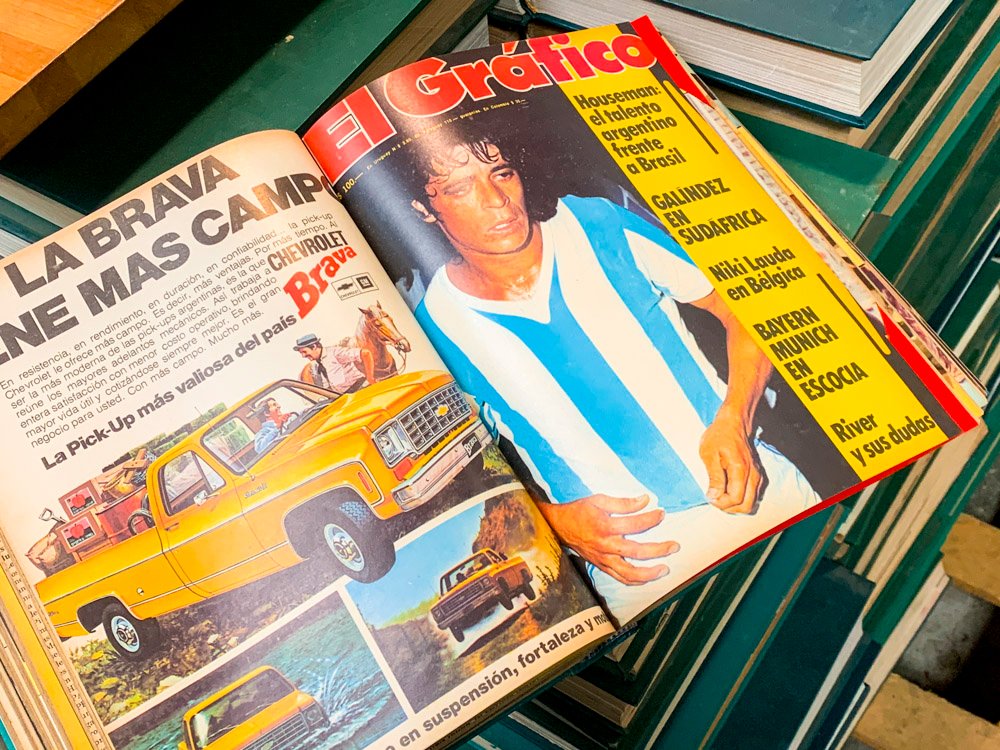 LA BRAVA
NE MAS CAMP
En resistencia, en rendimiento, en duración, en confiabilidad... la pick-up
Chevrolet le ofrece más campo. Es decir, más ventajas. Por más tiempo. Al
ser la más moderna de las pick-ups argentinas, es la que
reúne los mayores adelantos mecánicos. Así trabaja a
entera satisfacción con menor costo operativo, brindando
mayor vida útil y cotizándose siempre mejor. Es el gran
negocio para usted. Con más campo. Mucho más.
CHEVROLET
Brava
La Pick-Up más valiosa del país
en suspensión, fortaleza y
El Gráfico
100.—
Houseman:
el talento
argentino
frente
a Brasil
GALINDEZ
EN
SUDÁFRICA
Niki Lauda
en Bélgica
BAYERN
MUNICH
EN
ESCOCIA
River
y sus dudas